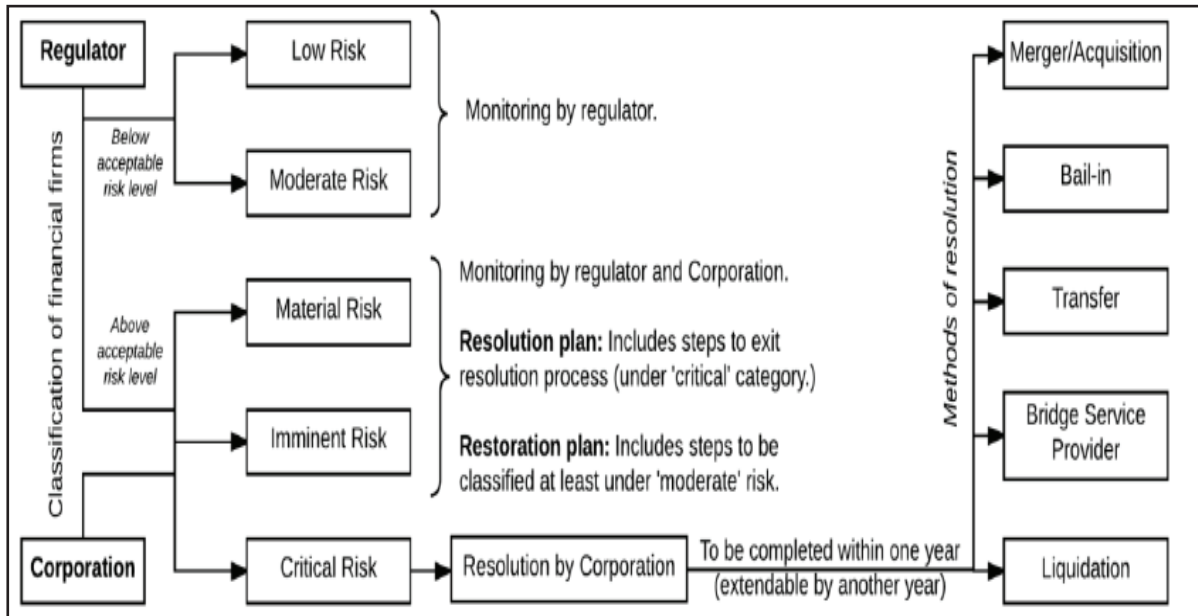 Regulator
Classification of financial firms
Below
acceptable
risk level
Low Risk
Moderate Risk
Monitoring by regulator.
Above
acceptable
risk level
Material Risk
Imminent Risk
Monitoring by regulator and Corporation.
Resolution plan: Includes steps to exit
resolution process (under 'critical' category.)
Restoration plan: Includes steps to be
classified at least under 'moderate' risk.
Corporation
Critical Risk
Resolution by Corporation
To be completed within one year
(extendable by another year)
Methods of resolution
Merger/Acquisition
Bail-in
Transfer
Bridge Service
Provider
Liquidation